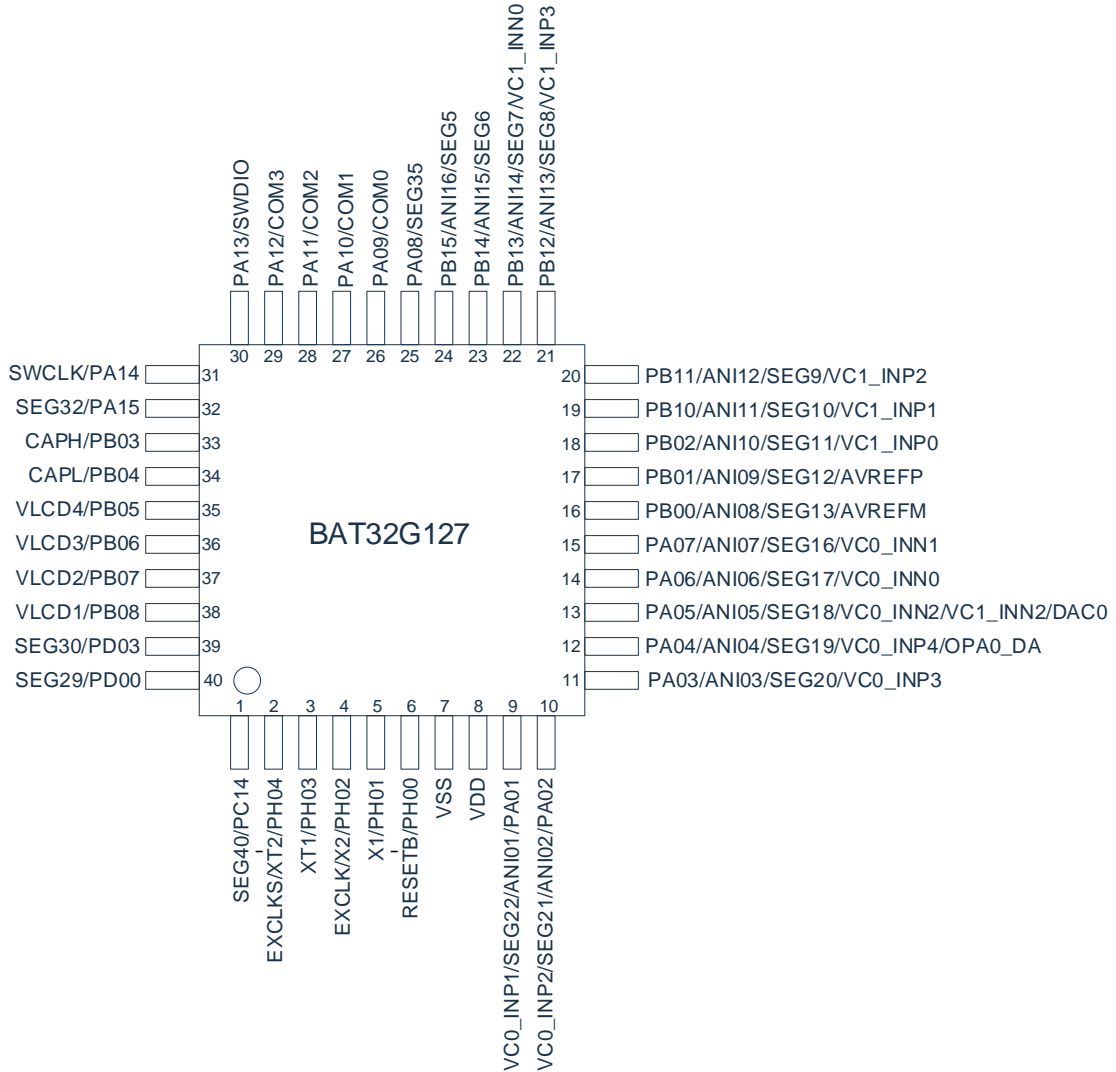 PA13/SWDIO
PA12/COM3
PA11/COM2
PA10/COM1
PA09/COM0
PA08/SEG35
PB15/ANI16/SEG5
PB14/ANI15/SEG6
PB13/ANI14/SEG7/VC1_INN0
PB12/ANI13/SEG8/VC1_INP3
30 29 28 27 26 25 24 23 22 21
SWCLK/PA14 31
SEG32/PA15 32
CAPH/PB03 33
CAPL/PB04 34
VLCD4/PB05 35
VLCD3/PB06 36
VLCD2/PB07 37
VLCD1/PB08 38
SEG30/PD03 39
SEG29/PD00 40
BAT32G127
20 PB11/ANI12/SEG9/VC1_INP2
19 PB10/ANI11/SEG10/VC1_INP1
18 PB02/ANI10/SEG11/VC1_INP0
17 PB01/ANI09/SEG12/AVREFP
16 PB00/ANI08/SEG13/AVREFM
15 PA07/ANI07/SEG16/VC0_INN1
14 PA06/ANI06/SEG17/VC0_INN0
13 PA05/ANI05/SEG18/VC0_INN2/VC1_INN2/DAC0
12 PA04/ANI04/SEG19/VC0_INP4/OPA0_DA
11 PA03/ANI03/SEG20/VC0_INP3
1 2 3 4 5 6 7 8 9 10
SEG40/PC14
EXCLKS/XT2/PH04
XT1/PH03
EXCLK/X2/PH02
X1/PH01
RESETB/PH00
VSS
VDD
VC0_INP1/SEG22/ANI01/PA01
VC0_INP2/SEG21/ANI02/PA02